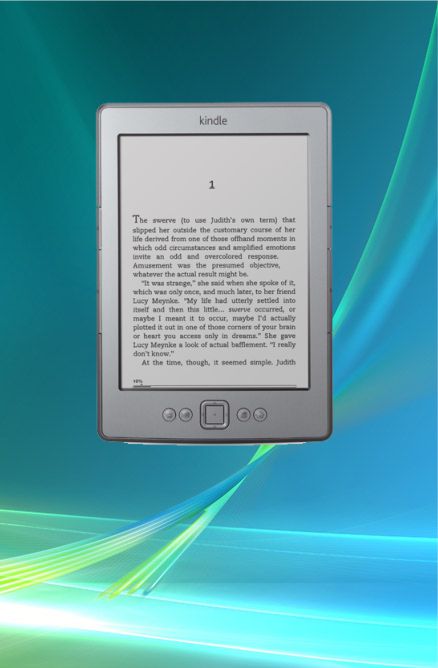 kindle
1
The swerve (to use Judith's own term) that
slipped her outside the customary course of her
life derived from one of those offhand moments in
which odd circumstances and amplified emotions
invite an odd and overcolored response.
Amusement was the presumed objective,
whatever the actual result might be.
"It was strange," she said when she spoke of it,
which was only once, and much later, to her friend
Lucy Meynke. "My life had utterly settled into
itself and then this little... swerve occurred, or
maybe I meant it to occur, maybe I'd actually
plotted it out in one of those corners of your brain
or heart you access only in dreams." She gave
Lucy Meynke a look of actual bafflement. "I really
don't know."
At the time, though, it seemed simple. Judith
10%